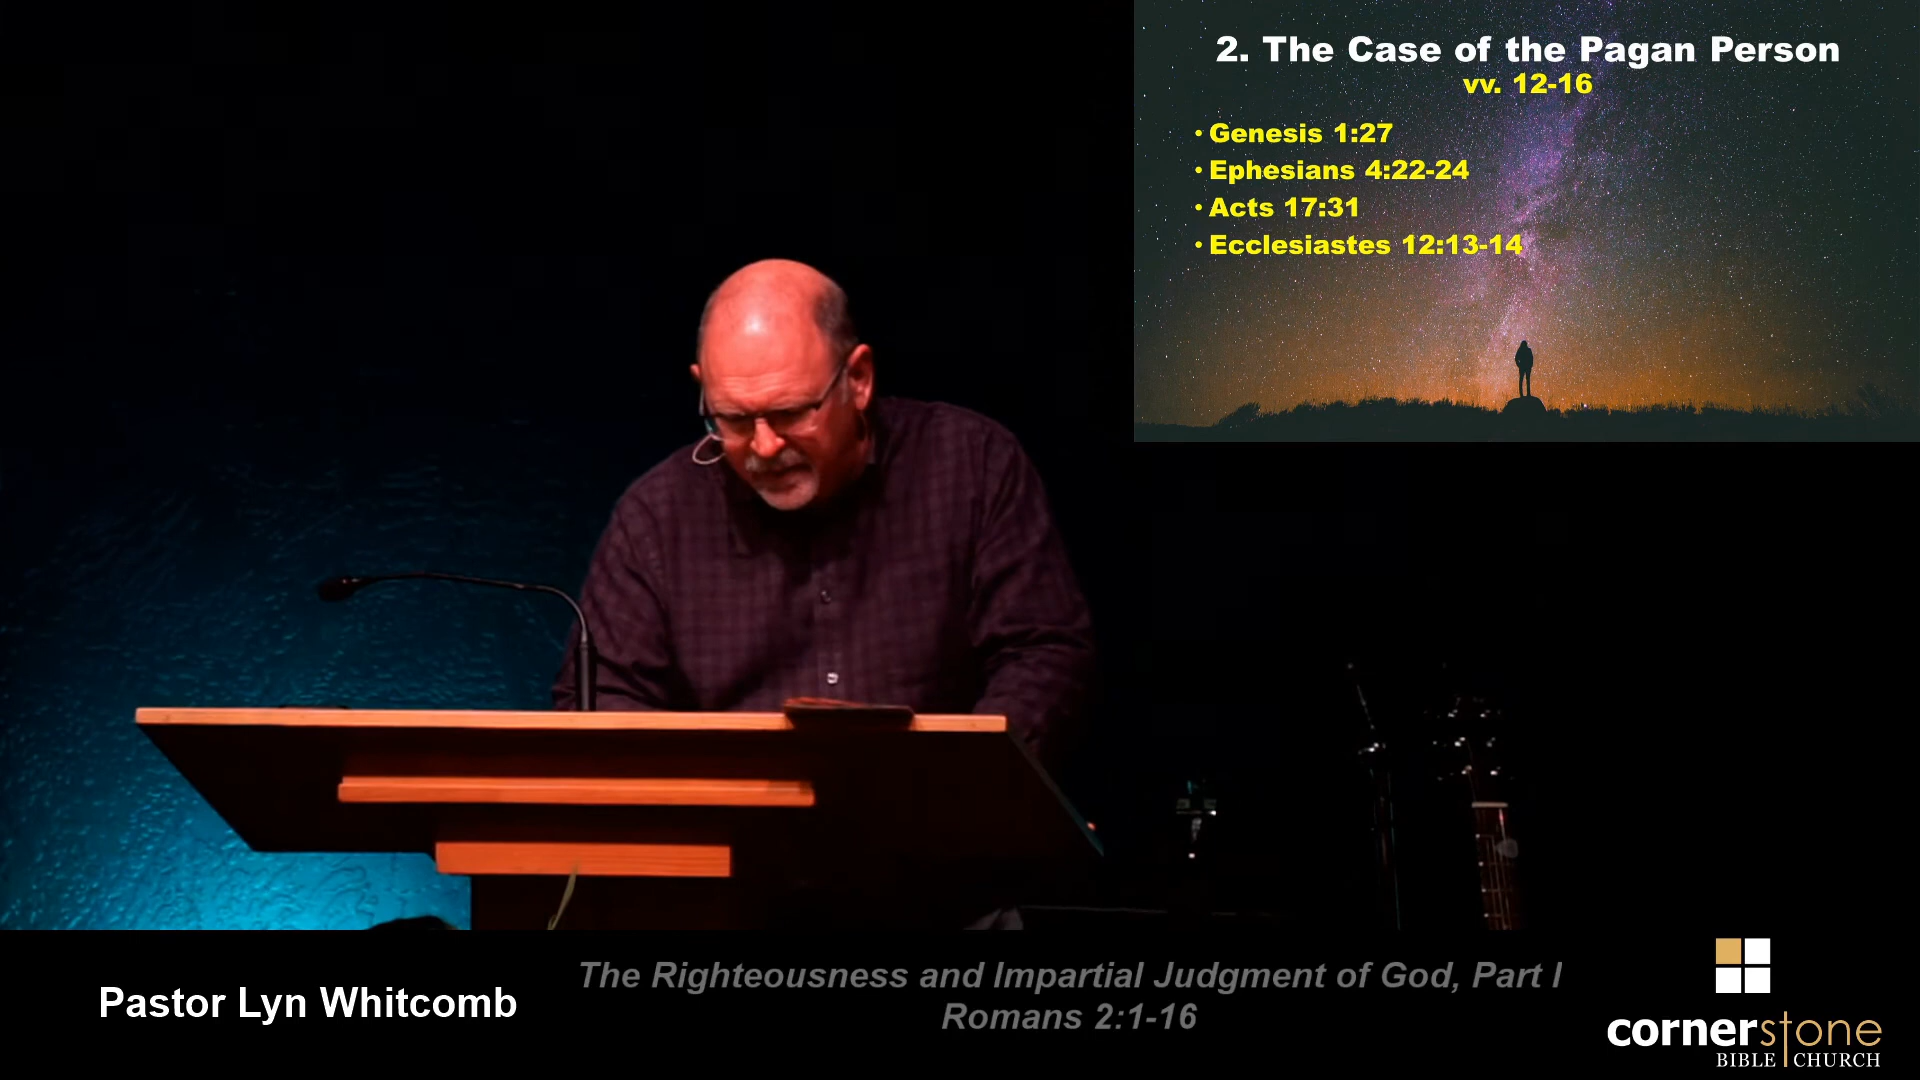 2. The Case of the Pagan Person
vv. 12-16
• Genesis 1:27
• Ephesians 4:22-24
• Acts 17:31
• Ecclesiastes 12:13-14
Pastor Lyn Whitcomb
The Righteousness and Impartial Judgment of God, Part I
Romans 2:1-16
cornerstone
BIBLE CHURCH